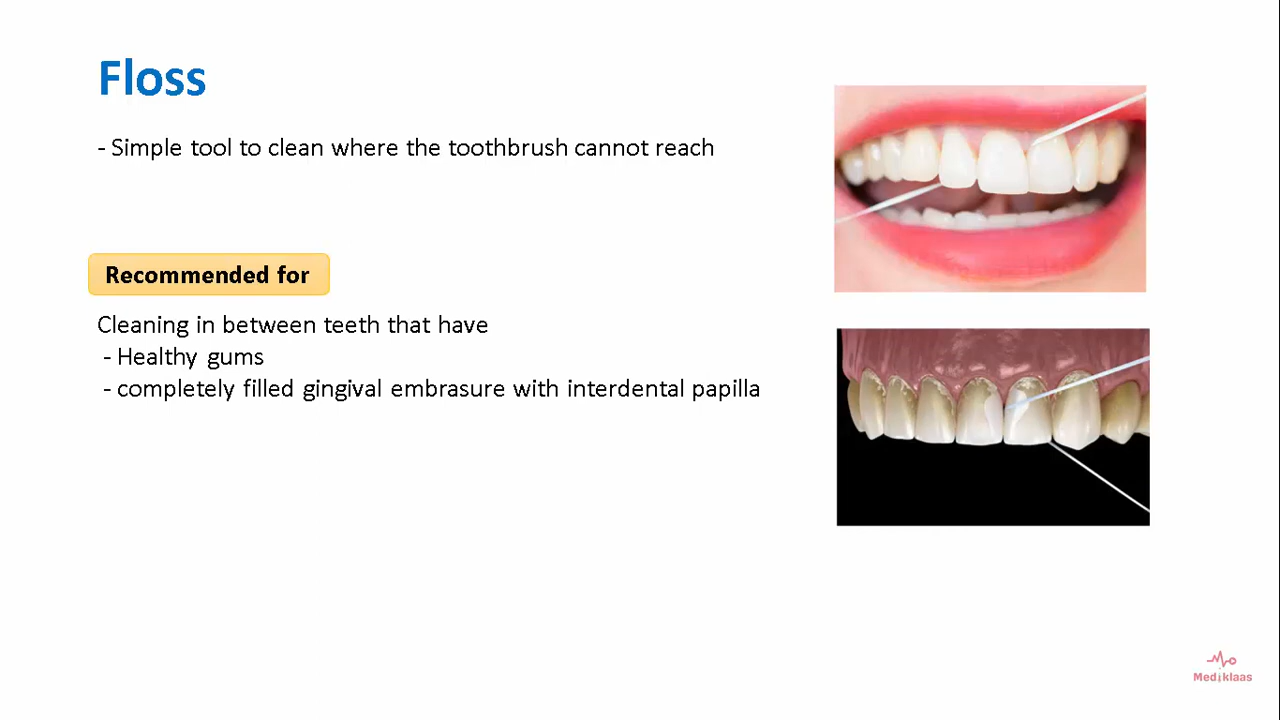 Floss
- Simple tool to clean where the toothbrush cannot reach
Recommended for
Cleaning in between teeth that have
- Healthy gums
- completely filled gingival embrasure with interdental papilla
Mediklaas